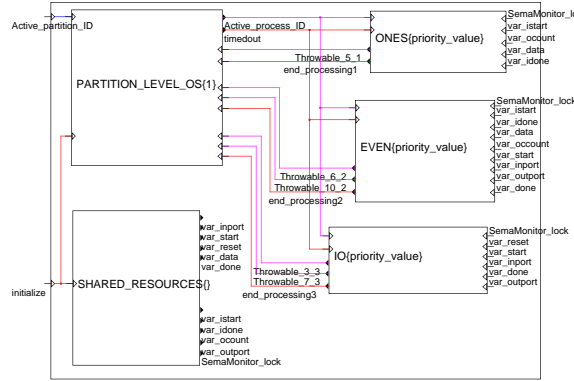 Active_partition_ID
PARTITION_LEVEL_OS{1}
Active_process_ID
timedout
Throwable_5_1
end_processing1
ONES{priority_value}
SemaMonitor_lo
var_istart
var_ocount
var_data
var_idone
EVEN{priority_value}
SemaMonitor_lock
var_istart
var_idone
var_data
var_occount
var_start
var_inport
var_outport
var_done
Throwable_6_2
Throwable_10_2
end_processing2
IO{priority_value}
SemaMonitor_lock
var_reset
var_start
var_inport
var_done
var_outport
Throwable_3_3
Throwable_7_3
end_processing3
initialize
SHARED_RESOURCES{}
var_inport
var_start
var_reset
var_data
var_done
var_istart
var_idone
var_ocount
var_outport
SemaMonitor_lock